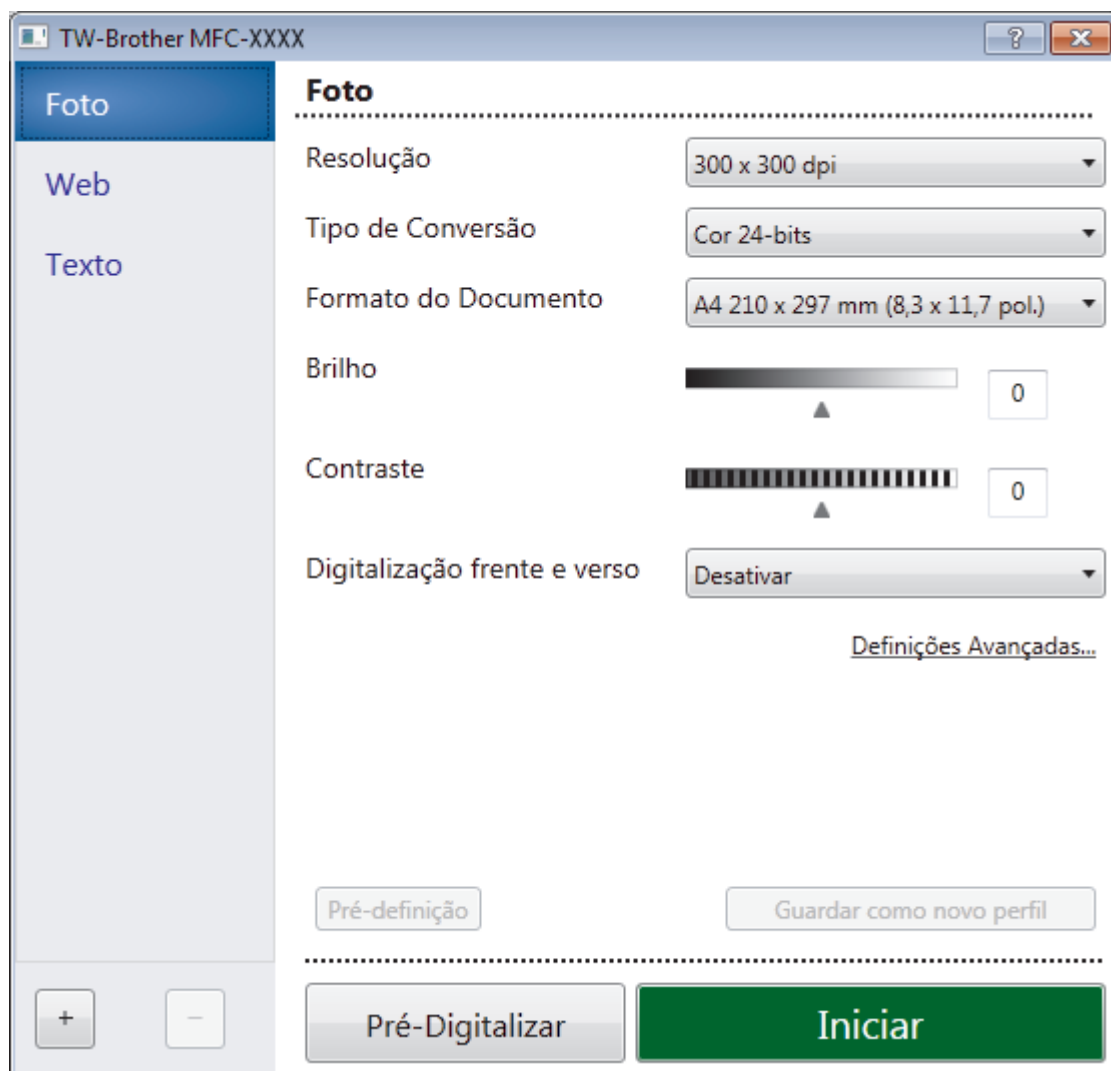 TW-Brother MFC-XXXX
?
Foto
Web
Texto
Foto
Resolução
300 x 300 dpi
Tipo de Conversão
Cor 24-bits
Formato do Documento
A4 210 x 297 mm (8,3 x 11,7 pol.)
Brilho
0
Contraste
0
Digitalização frente e verso
Desativar
Definições Avançadas...
Pré-definição
Guardar como novo perfil
+
−
Pré-Digitalizar
Iniciar